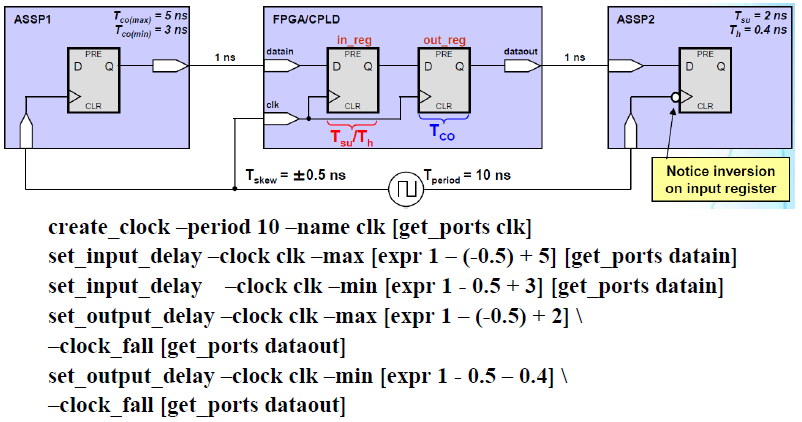 ASSP1
Tco(max) = 5 ns
Tco(min) = 3 ns
PRE
D Q
CLR
1 ns
FPGA/CPLD
datain
in_reg
out_reg
dataout
PRE
D Q
CLR
PRE
D Q
CLR
clk
Tsu/Th
TCO
1 ns
ASSP2
Tsu = 2 ns
Th = 0.4 ns
PRE
D Q
CLR
Tskew = ±0.5 ns
Tperiod = 10 ns
Notice inversion
on input register
create_clock –period 10 –name clk [get_ports clk]
set_input_delay –clock clk –max [expr 1 – (-0.5) + 5] [get_ports datain]
set_input_delay –clock clk –min [expr 1 - 0.5 + 3] [get_ports datain]
set_output_delay –clock clk –max [expr 1 – (-0.5) + 2] \
–clock_fall [get_ports dataout]
set_output_delay –clock clk –min [expr 1 - 0.5 – 0.4] \
–clock_fall [get_ports dataout]